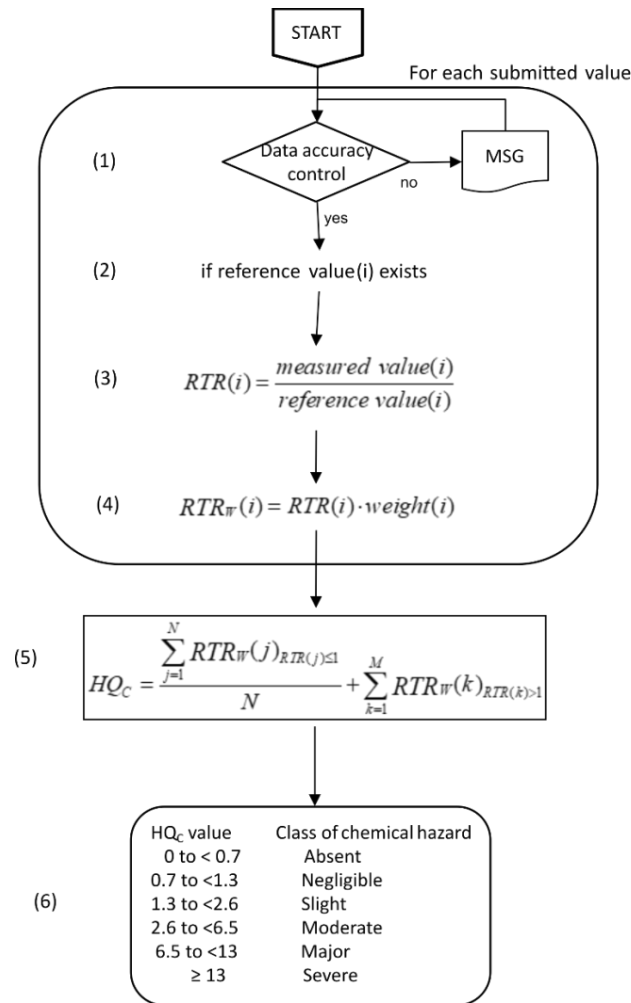 START
For each submitted value
(1) Data accuracy control
no
MSG
yes
(2) if reference value(i) exists
(3) RTR(i) = measured value(i) / reference value(i)
(4) RTR_W(i) = RTR(i)·weight(i)
(5) HQ_C = ∑_{j=1}^{N} RTR_W(j)_{RTR(j)≤1} / N + ∑_{k=1}^{M} RTR_W(k)_{RTR(k)>1}
(6)
HQ_C value Class of chemical hazard
0 to < 0.7 Absent
0.7 to <1.3 Negligible
1.3 to <2.6 Slight
2.6 to <6.5 Moderate
6.5 to <13 Major
≥ 13 Severe